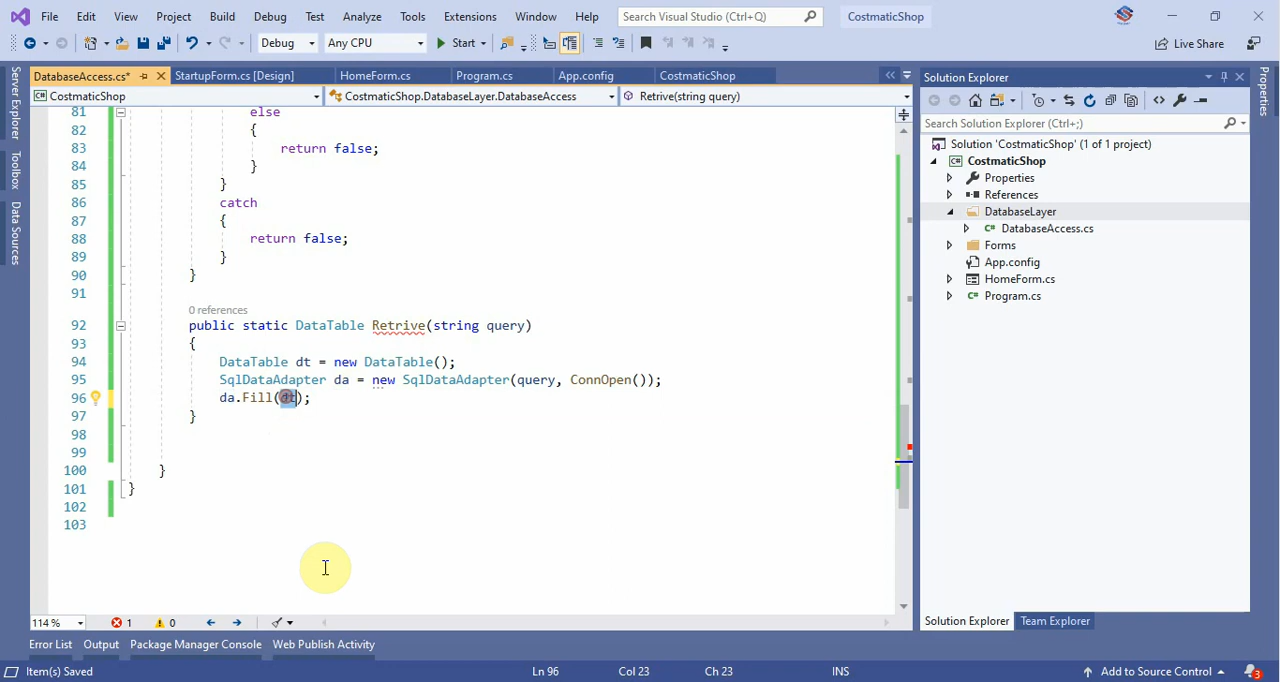 File Edit View Project Build Debug Test Analyze Tools Extensions Window Help Search Visual Studio (Ctrl+Q) CostmaticShop
Debug Any CPU Start Live Share
DatabaseAccess.cs* StartupForm.cs [Design] HomeForm.cs Program.cs App.config CostmaticShop
CostmaticShop CostmaticShop.DatabaseLayer.DatabaseAccess Retrive(string query)
Server Explorer
Toolbox
Data Sources
81 else
82 {
83 return false;
84 }
85 }
86 catch
87 {
88 return false;
89 }
90 }
91
0 references
92 public static DataTable Retrive(string query)
93 {
94 DataTable dt = new DataTable();
95 SqlDataAdapter da = new SqlDataAdapter(query, ConnOpen());
96 da.Fill(dt);
97 }
98
99
100 }
101 }
102
103
114 % 1 0
Solution Explorer
Search Solution Explorer (Ctrl+;)
Solution 'CostmaticShop' (1 of 1 project)
CostmaticShop
Properties
References
DatabaseLayer
DatabaseAccess.cs
Forms
App.config
HomeForm.cs
Program.cs
Solution Explorer Team Explorer
Properties
Error List Output Package Manager Console Web Publish Activity
Item(s) Saved Ln 96 Col 23 Ch 23 INS Add to Source Control 3